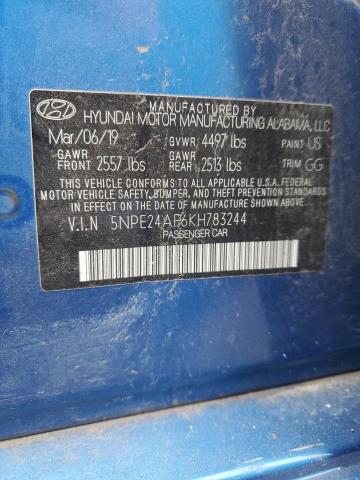 MANUFACTURED BY
HYUNDAI MOTOR MANUFACTURING ALABAMA, LLC
Mar/06/19 GVWR 4497 lbs PAINT US
GAWR FRONT 2557 lbs GAWR REAR 2513 lbs TRIM GG
THIS VEHICLE CONFORMS TO ALL APPLICABLE U.S.A. FEDERAL
MOTOR VEHICLE SAFETY, BUMPER, AND THEFT PREVENTION
STANDARDS IN EFFECT ON THE DATE OF MANUFACTURE SHOWN ABOVE.
V.I.N 5NPE24AF6KH783244
PASSENGER CAR